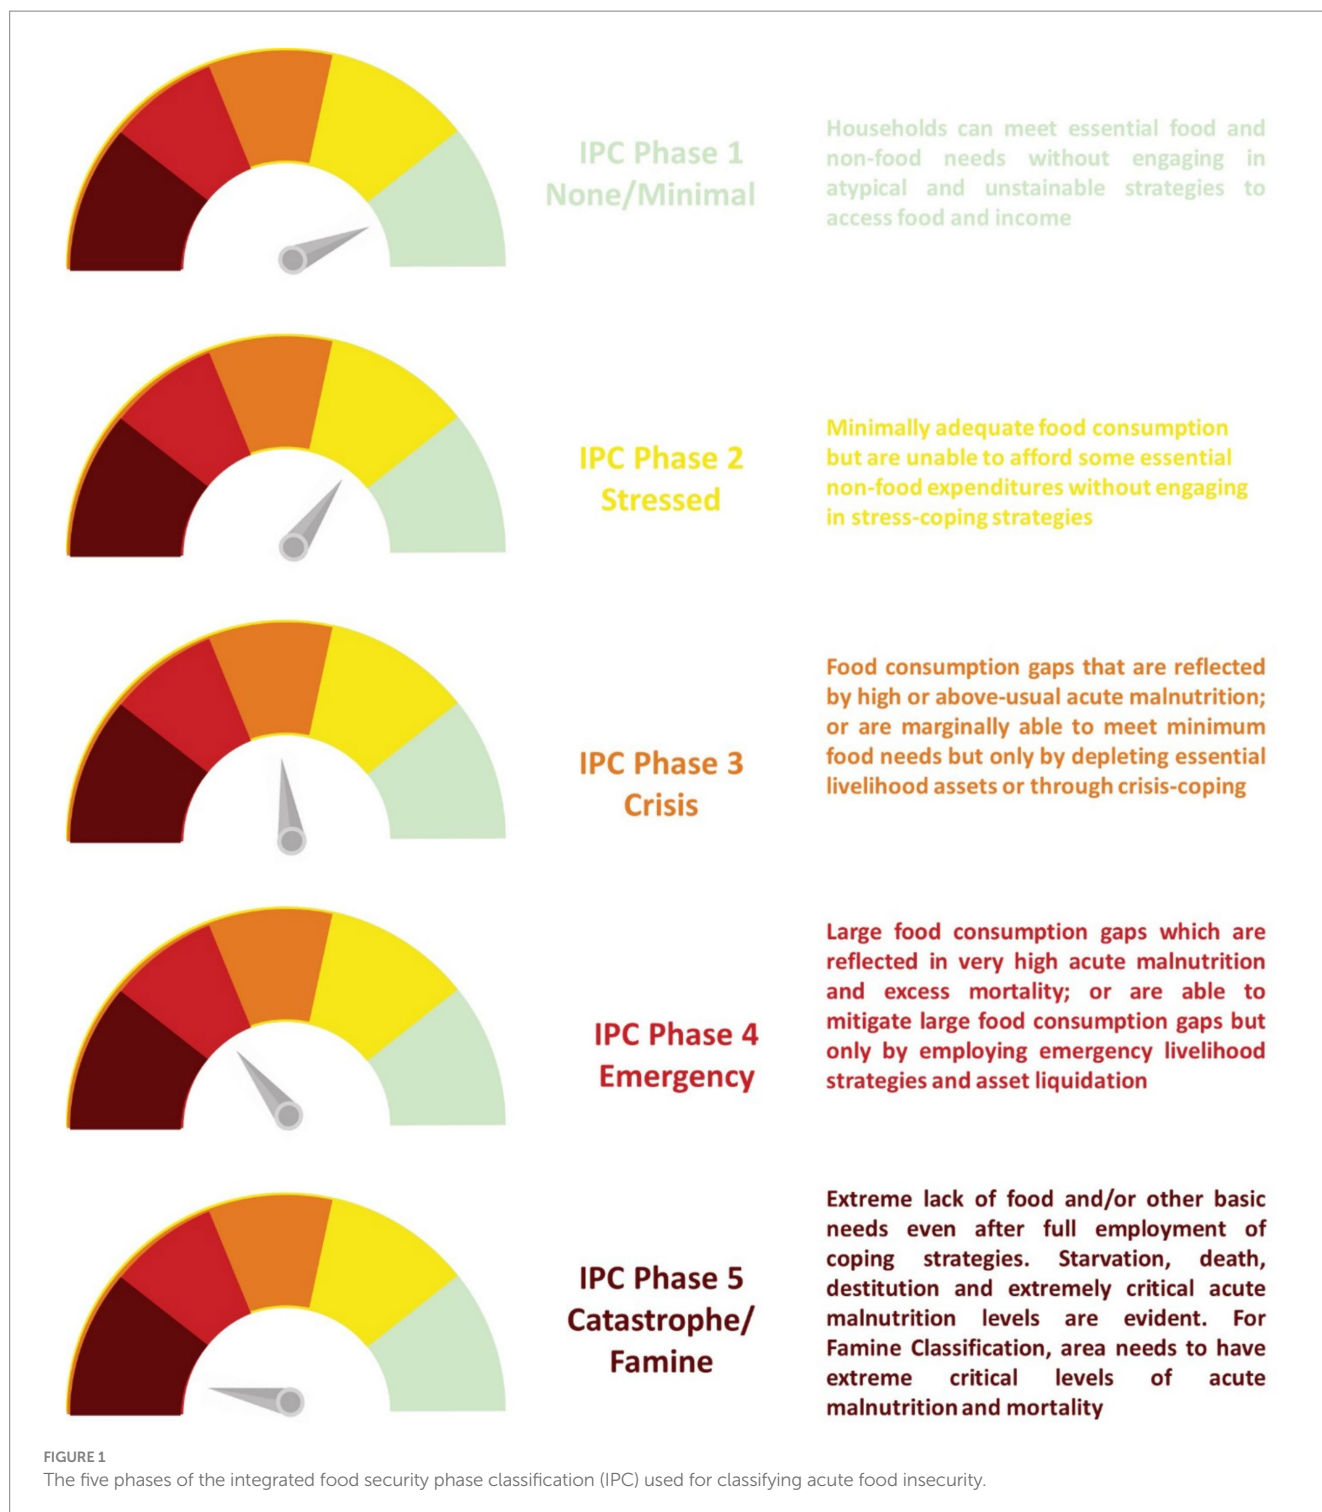 IPC Phase 1
None/Minimal
Households can meet essential food and
non-food needs without engaging in
atypical and unstainable strategies to
access food and income
IPC Phase 2
Stressed
Minimally adequate food consumption
but are unable to afford some essential
non-food expenditures without engaging
in stress-coping strategies
IPC Phase 3
Crisis
Food consumption gaps that are reflected
by high or above-usual acute malnutrition;
or are marginally able to meet minimum
food needs but only by depleting essential
livelihood assets or through crisis-coping
IPC Phase 4
Emergency
Large food consumption gaps which are
reflected in very high acute malnutrition
and excess mortality; or are able to
mitigate large food consumption gaps but
only by employing emergency livelihood
strategies and asset liquidation
IPC Phase 5
Catastrophe/
Famine
Extreme lack of food and/or other basic
needs even after full employment of
coping strategies. Starvation, death,
destitution and extremely critical acute
malnutrition levels are evident. For
Famine Classification, area needs to have
extreme critical levels of acute
malnutrition and mortality
FIGURE 1
The five phases of the integrated food security phase classification (IPC) used for classifying acute food insecurity.